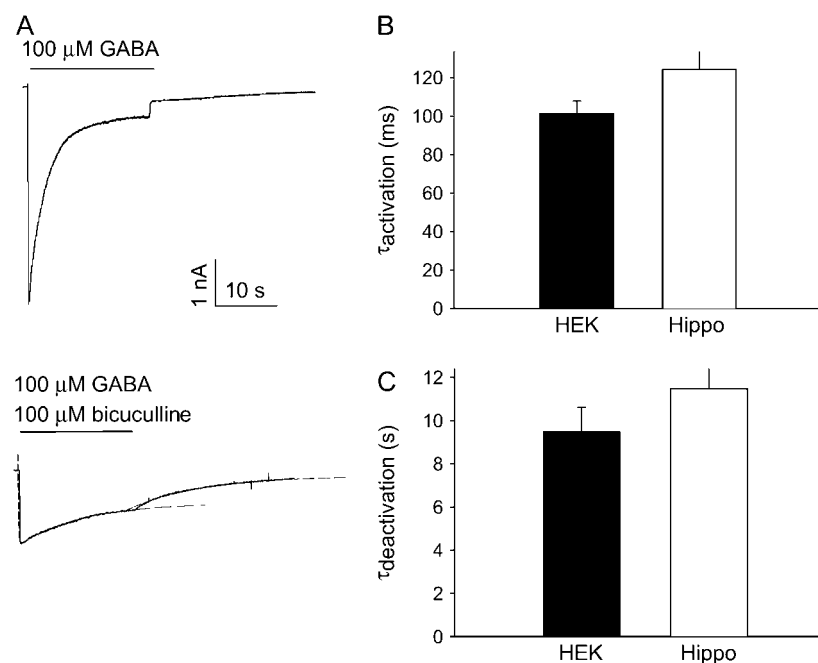 A
100 μM GABA
1 nA
10 s
100 μM GABA
100 μM bicuculline
B
τactivation (ms)
120
100
80
60
40
20
0
HEK Hippo
C
τdeactivation (s)
12
10
8
6
4
2
0
HEK Hippo